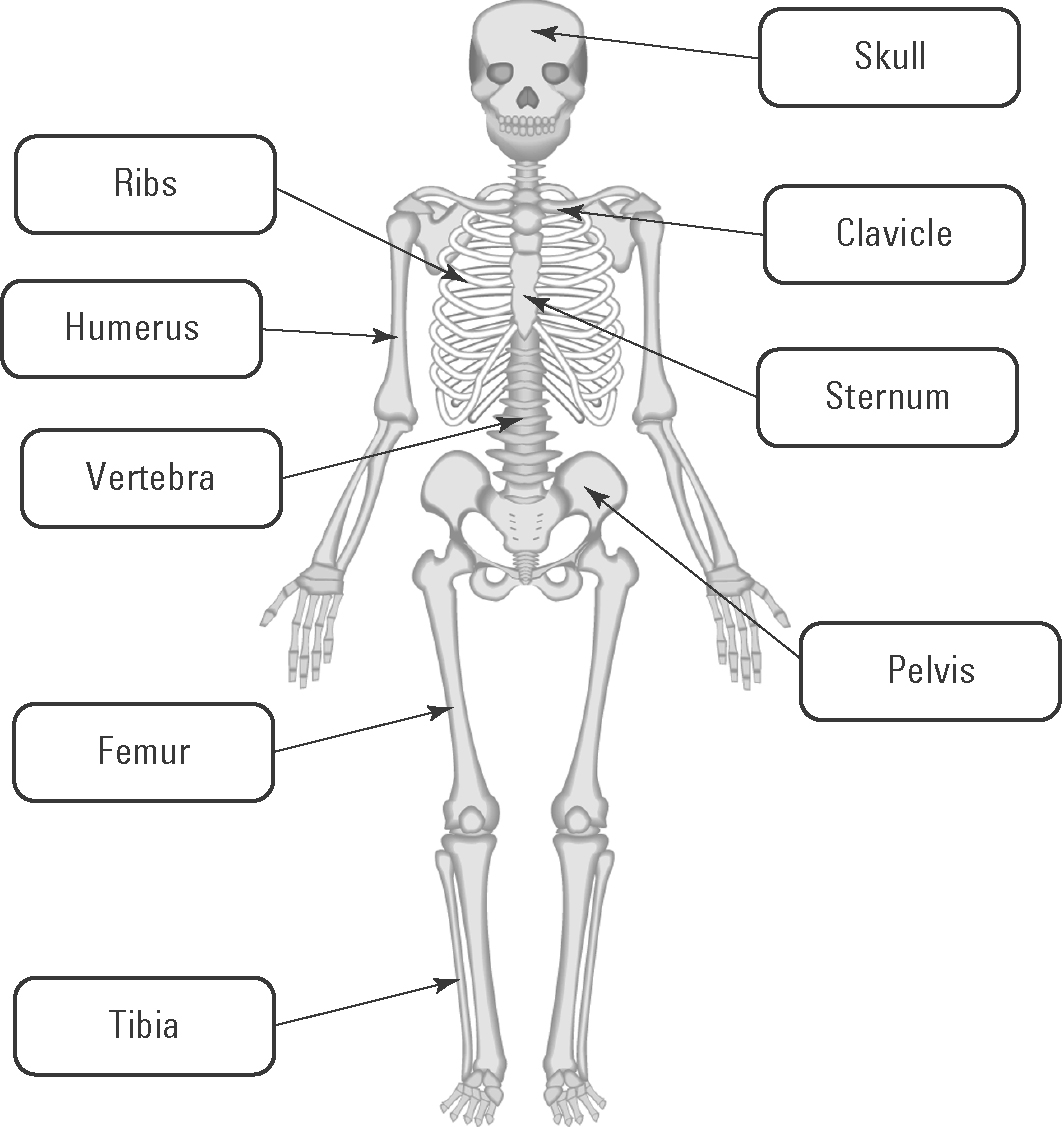 Skull
Ribs
Clavicle
Humerus
Sternum
Vertebra
Pelvis
Femur
Tibia